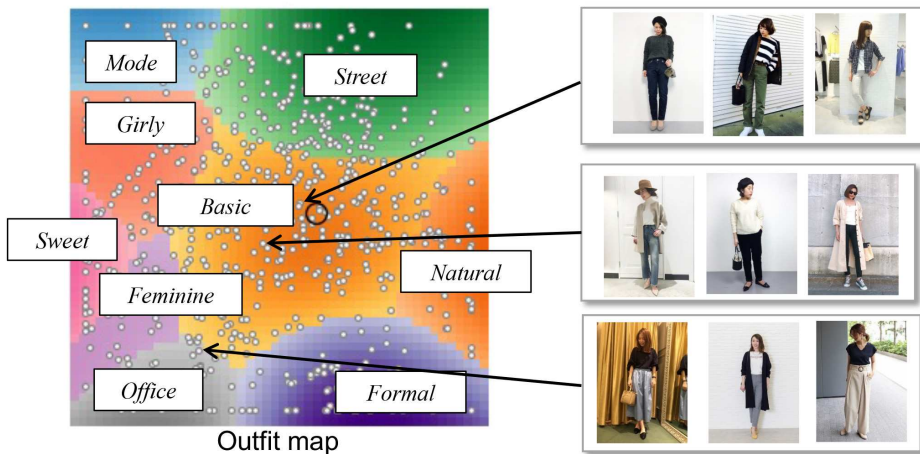 Mode
Street
Girly
Basic
Sweet
Natural
Feminine
Office
Formal
Outfit map